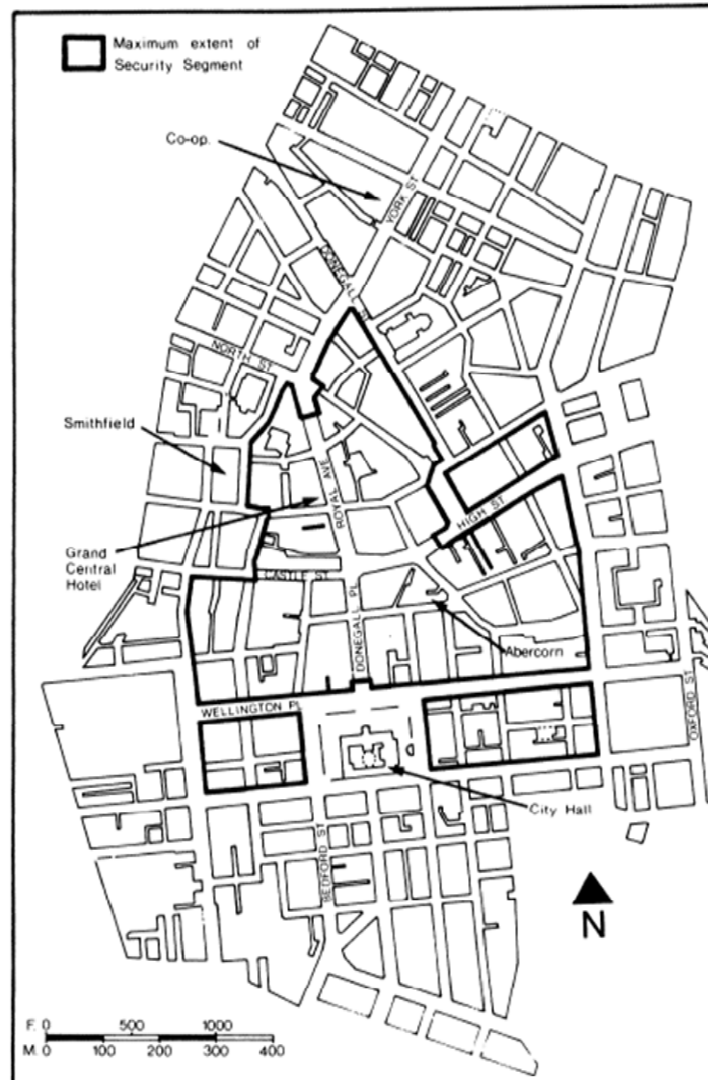 Maximum extent of
Security Segment
Co-op.
YORK ST
DONEGALL ST
NORTH ST
Smithfield
ROYAL AVE
HIGH ST
Grand
Central
Hotel
CASTLE ST
DONEGALL PL
Abercorn
WELLINGTON PL
OXFORD ST
City Hall
BEDFORD ST
N
F. 0 500 1000
M. 0 100 200 300 400